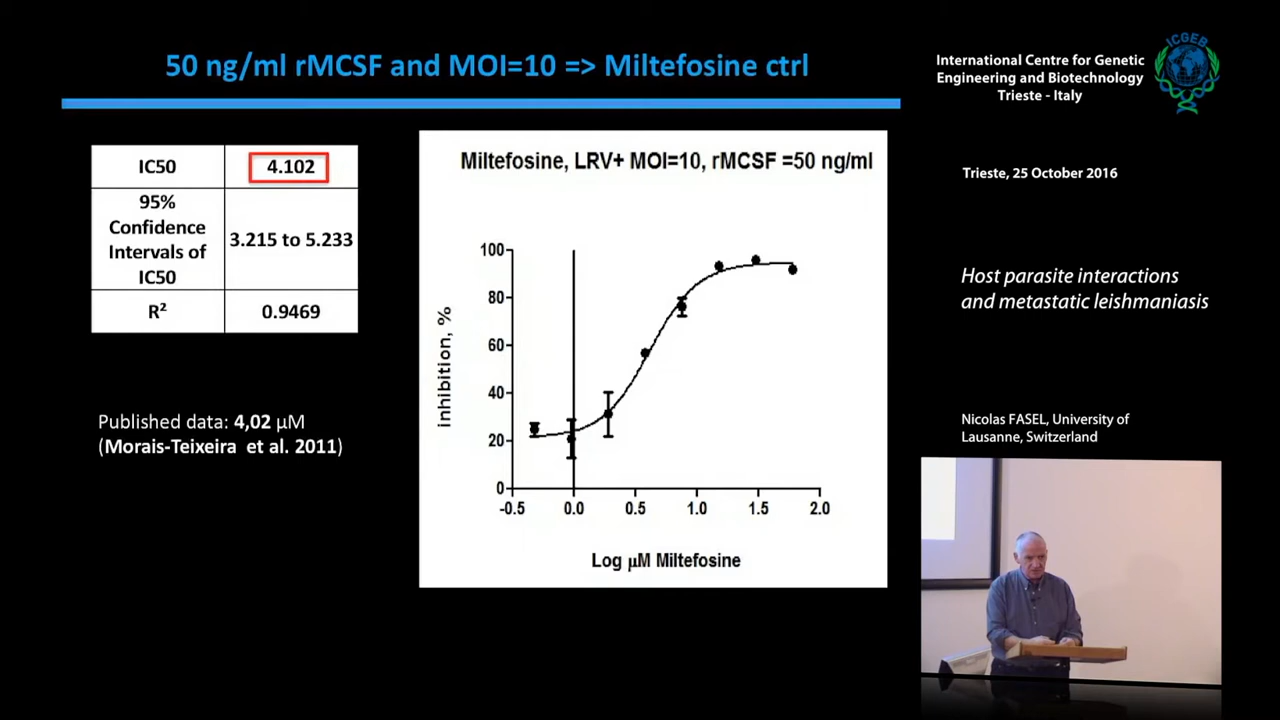 50 ng/ml rMCSF and MOI=10 => Miltefosine ctrl
IC50
4.102
95%
Confidence
Intervals of
IC50
3.215 to 5.233
R²
0.9469
Published data: 4,02 µM
(Morais-Teixeira et al. 2011)
Miltefosine, LRV+ MOI=10, rMCSF =50 ng/ml
inhibition, %
100
80
60
40
20
0
-0.5
0.0
0.5
1.0
1.5
2.0
Log µM Miltefosine
International Centre for Genetic
Engineering and Biotechnology
Trieste - Italy
ICGEB
Trieste, 25 October 2016
Host parasite interactions
and metastatic leishmaniasis
Nicolas FASEL, University of
Lausanne, Switzerland